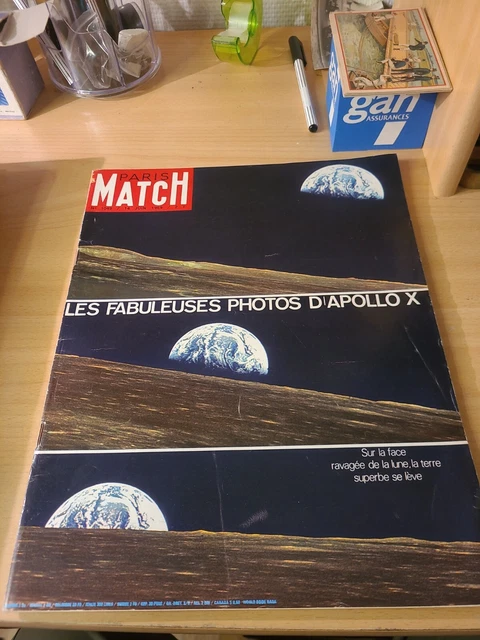 gan
ASSURANCES
PARIS
MATCH
LES FABULEUSES PHOTOS D'APOLLO X
Sur la face
ravagée de la lune, la terre
superbe se lève